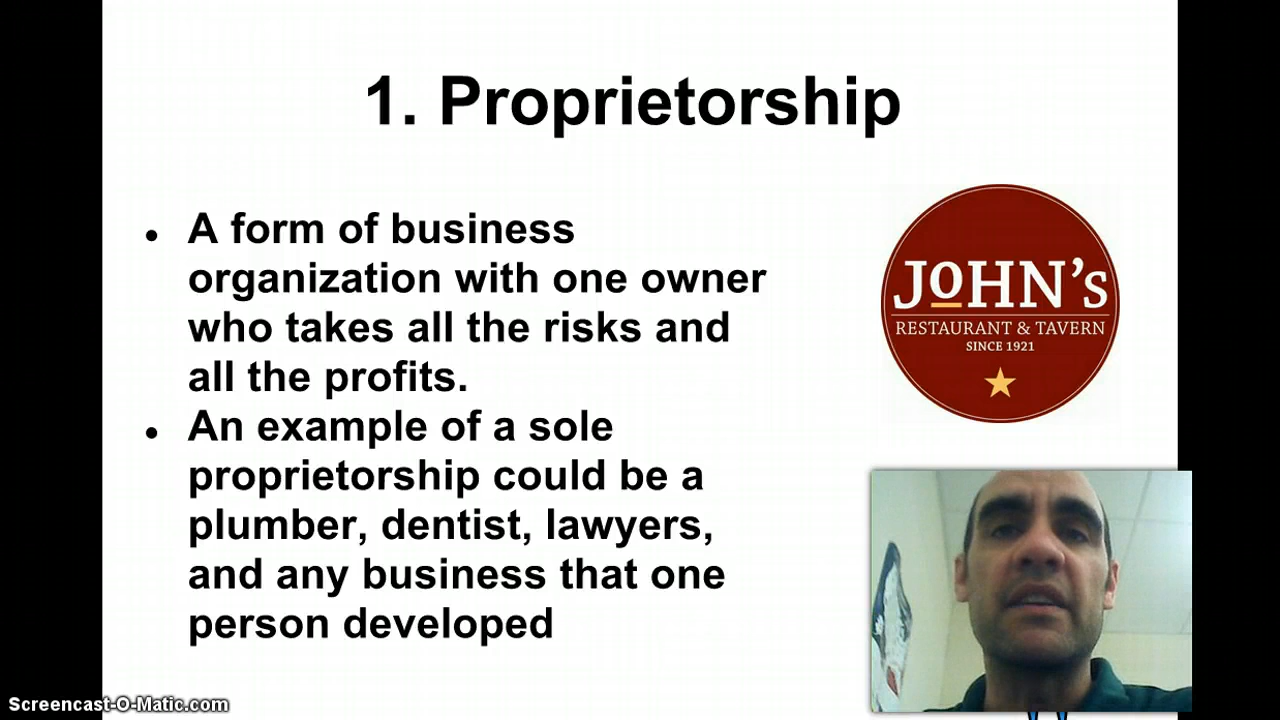 1. Proprietorship
A form of business
organization with one owner
who takes all the risks and
all the profits.
An example of a sole
proprietorship could be a
plumber, dentist, lawyers,
and any business that one
person developed
JoHN's
RESTAURANT & TAVERN
SINCE 1921
Screencast-O-Matic.com